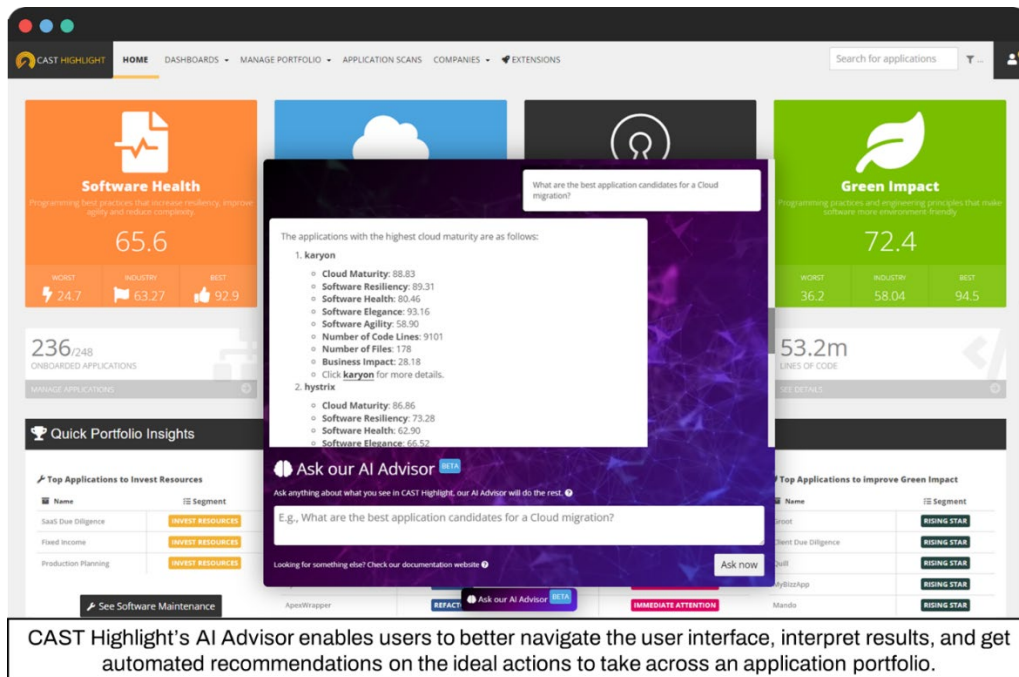 CAST HIGHLIGHT HOME DASHBOARDS MANAGE PORTFOLIO APPLICATION SCANS COMPANIES EXTENSIONS Search for applications ...
Software Health
Programming best practices that increase resiliency, improve
agility and reduce complexity.
65.6
WORST INDUSTRY BEST
24.7 63.27 92.9
Green Impact
Programming practices and engineering principles that make
software more environment-friendly
72.4
WORST INDUSTRY BEST
36.2 58.04 94.5
236/248
ONBOARDED APPLICATIONS
MANAGE APPLICATIONS
53.2m
LINES OF CODE
SEE DETAILS
What are the best application candidates for a Cloud
migration?
The applications with the highest cloud maturity are as follows:
1. karyon
Cloud Maturity: 88.83
Software Resiliency: 89.31
Software Health: 80.46
Software Elegance: 93.16
Software Agility: 58.90
Number of Code Lines: 9101
Number of Files: 178
Business Impact: 28.18
Click karyon for more details.
2. hystrix
Cloud Maturity: 86.86
Software Resiliency: 73.28
Software Health: 62.90
Software Elegance: 66.52
Ask our AI Advisor BETA
Ask anything about what you see in CAST Highlight, our AI Advisor will do the rest.
E.g., What are the best application candidates for a Cloud migration?
Looking for something else? Check our documentation website
Ask now
Quick Portfolio Insights
Top Applications to Invest Resources
Name Segment
SaaS Due Diligence INVEST RESOURCES
Fixed Income INVEST RESOURCES
Production Planning INVEST RESOURCES
See Software Maintenance
ApexWrapper
Ask our AI Advisor BETA
IMMEDIATE ATTENTION
Top Applications to improve Green Impact
Name Segment
Groot RISING STAR
Client Due Diligence RISING STAR
Quill RISING STAR
MyBizzApp RISING STAR
Mando RISING STAR
CAST Highlight's AI Advisor enables users to better navigate the user interface, interpret results, and get
automated recommendations on the ideal actions to take across an application portfolio.